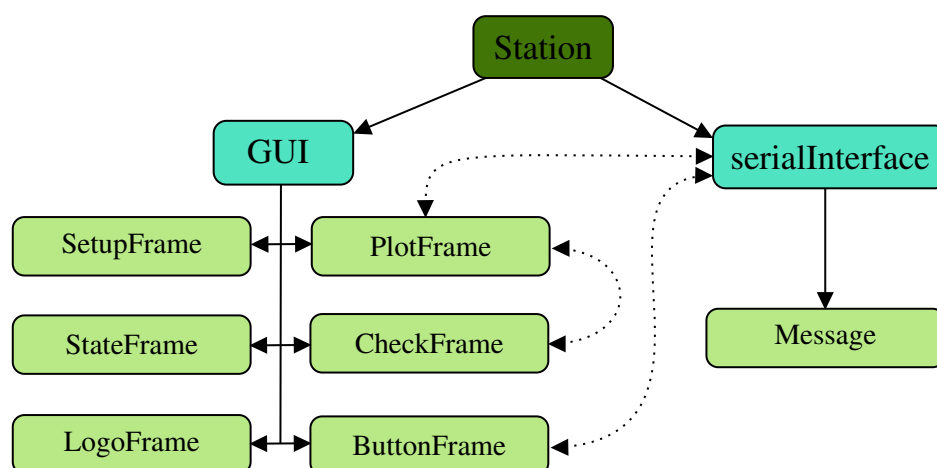 Station
GUI
serialInterface
SetupFrame
PlotFrame
StateFrame
CheckFrame
Message
LogoFrame
ButtonFrame